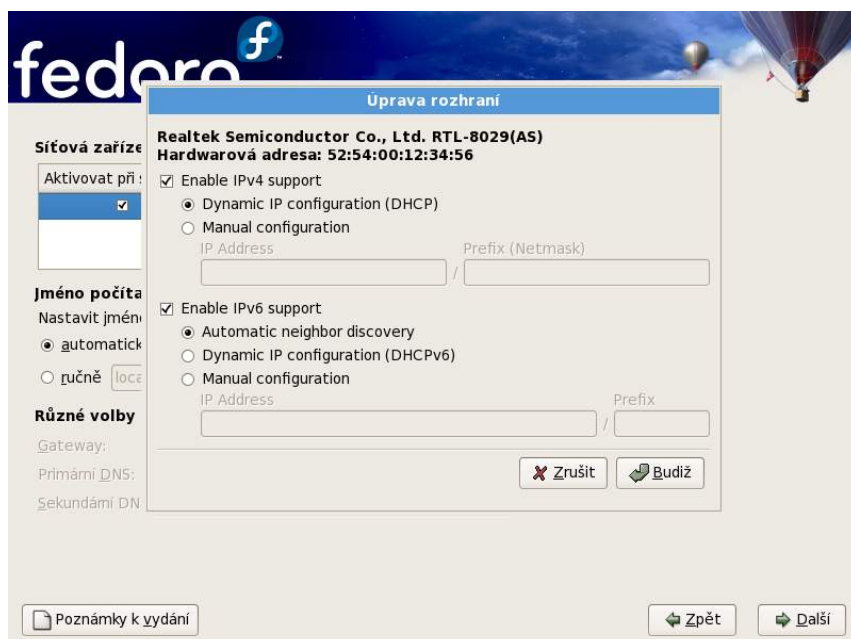 fedora
Úprava rozhraní
Realtek Semiconductor Co., Ltd. RTL-8029(AS)
Hardwarová adresa: 52:54:00:12:34:56
Síťová zaříze
Aktivovat při s
Enable IPv4 support
Dynamic IP configuration (DHCP)
Manual configuration
IP Address Prefix (Netmask)
/
Enable IPv6 support
Automatic neighbor discovery
Dynamic IP configuration (DHCPv6)
Manual configuration
IP Address Prefix
/
Zrušit Budiž
Jméno počíta
Nastavit jméno
automatick
ručně loca
Různé volby
Gateway:
Primární DNS:
Sekundární DN
Poznámky k vydání
Zpět Další